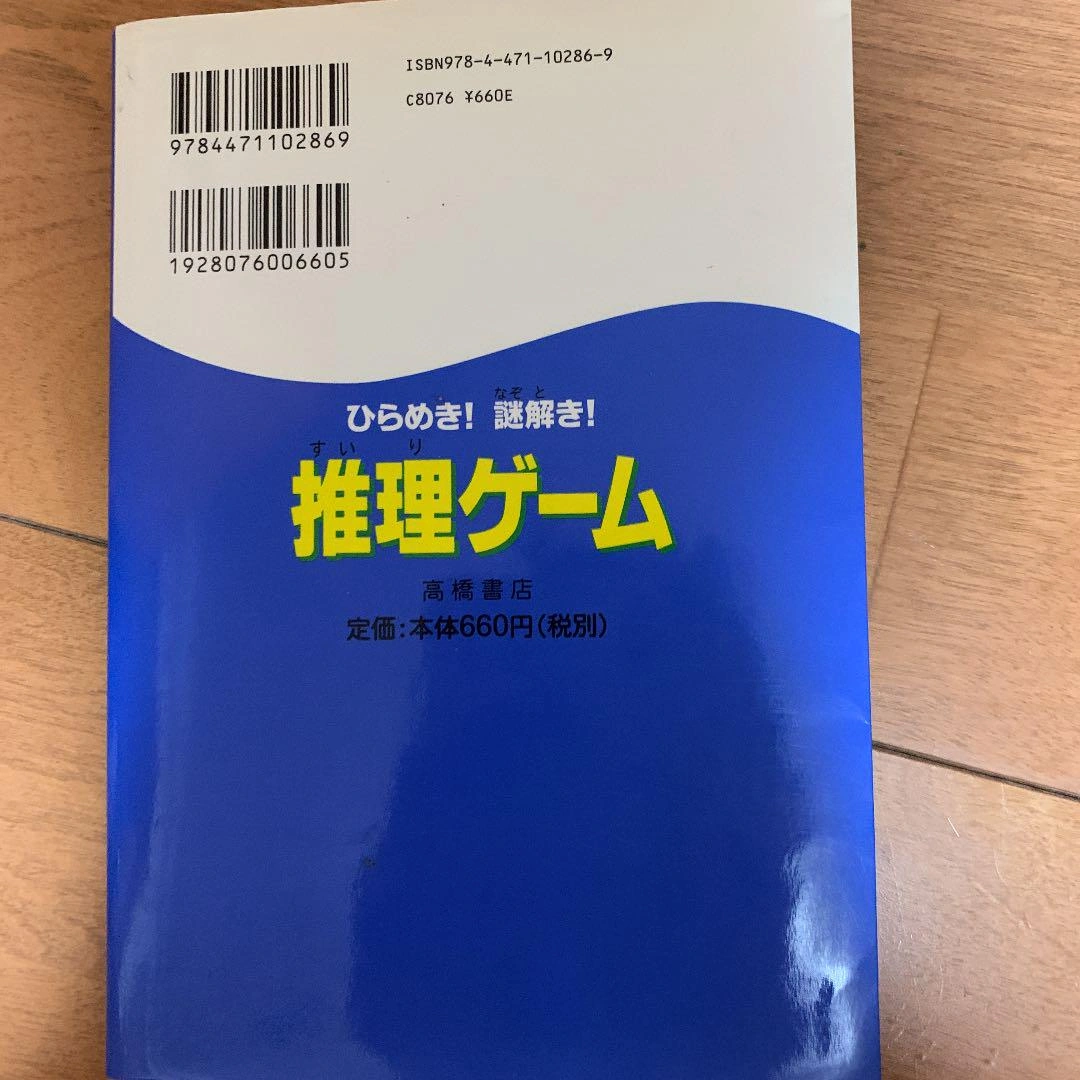 ISBN978-4-471-10286-9
C8076 ¥660E
9784471102869
1928076006605
なぞ と
ひらめき! 謎解き!
すい り
推理ゲーム
高橋書店
定価:本体660円(税別)